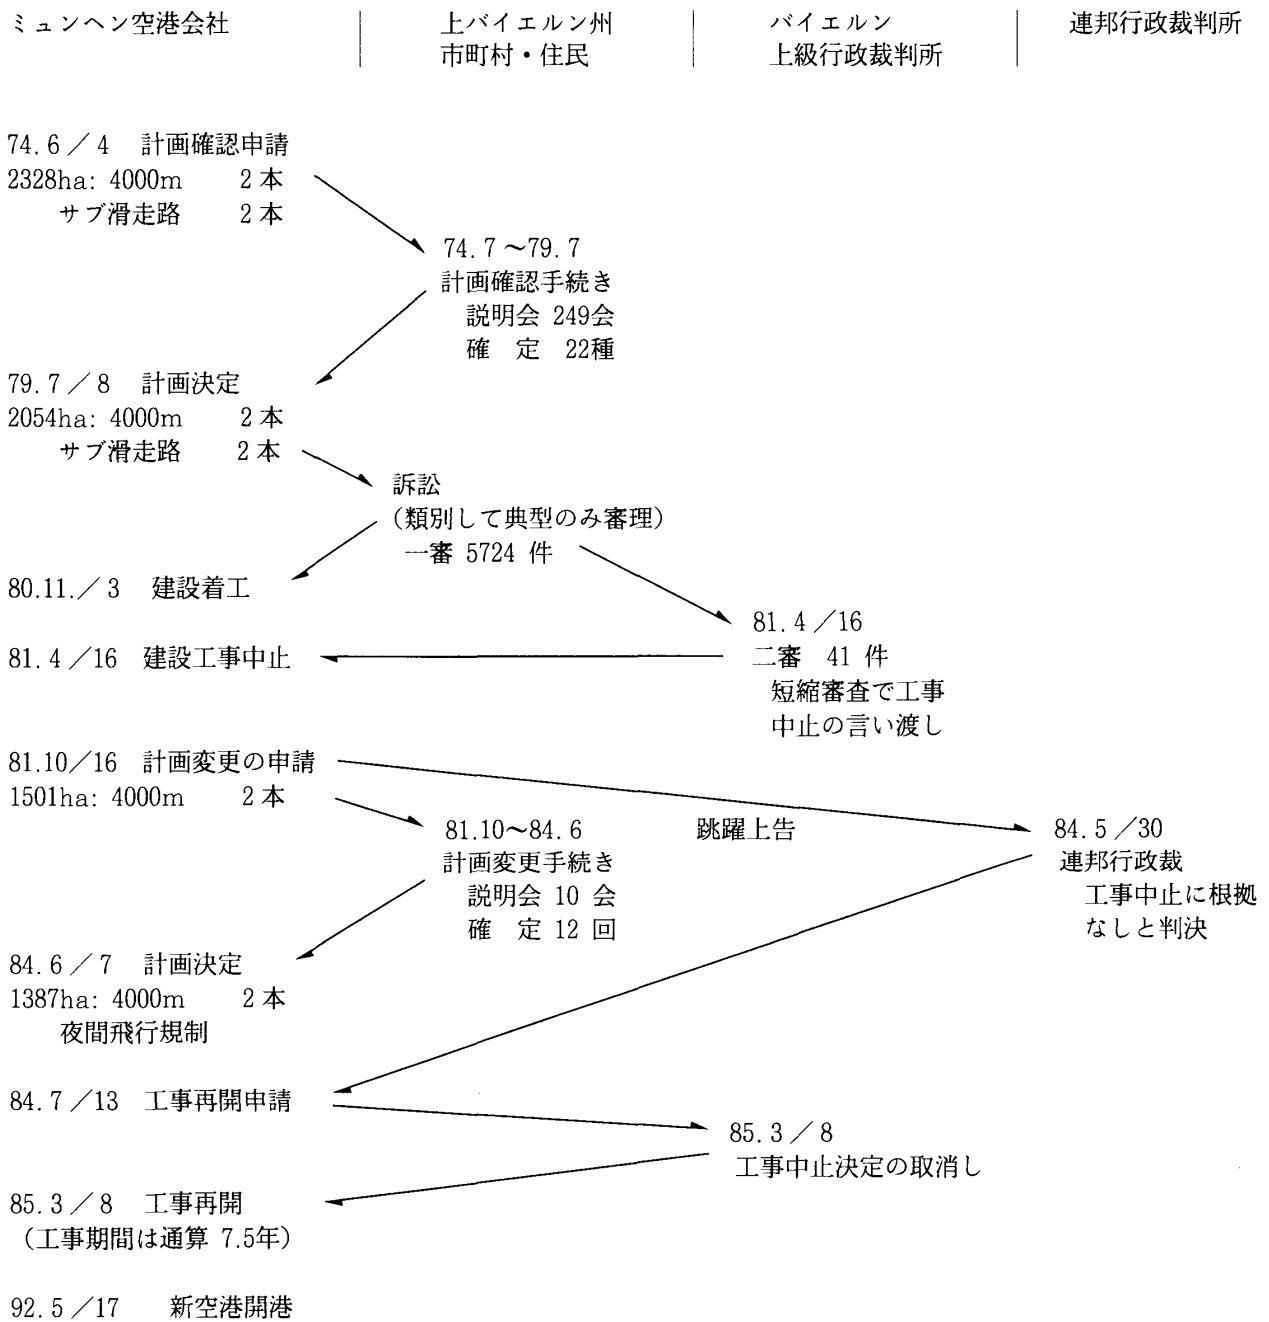 ミュンヘン空港会社
上バイエルン州
市町村・住民
バイエルン
上級行政裁判所
連邦行政裁判所
74.6／4 計画確認申請
2328ha: 4000m 2本
サブ滑走路 2本
74.7〜79.7
計画確認手続き
説明会 249会
確 定 22種
79.7／8 計画決定
2054ha: 4000m 2本
サブ滑走路 2本
訴訟
(類別して典型のみ審理)
一審 5724 件
80.11.／3 建設着工
81.4／16
二審 41 件
短縮審査で工事
中止の言い渡し
81.4／16 建設工事中止
81.10／16 計画変更の申請
1501ha: 4000m 2本
81.10〜84.6
計画変更手続き
説明会 10 会
確 定 12 回
跳躍上告
84.5／30
連邦行政裁
工事中止に根拠
なしと判決
84.6／7 計画決定
1387ha: 4000m 2本
夜間飛行規制
84.7／13 工事再開申請
85.3／8
工事中止決定の取消し
85.3／8 工事再開
(工事期間は通算 7.5年)
92.5／17 新空港開港